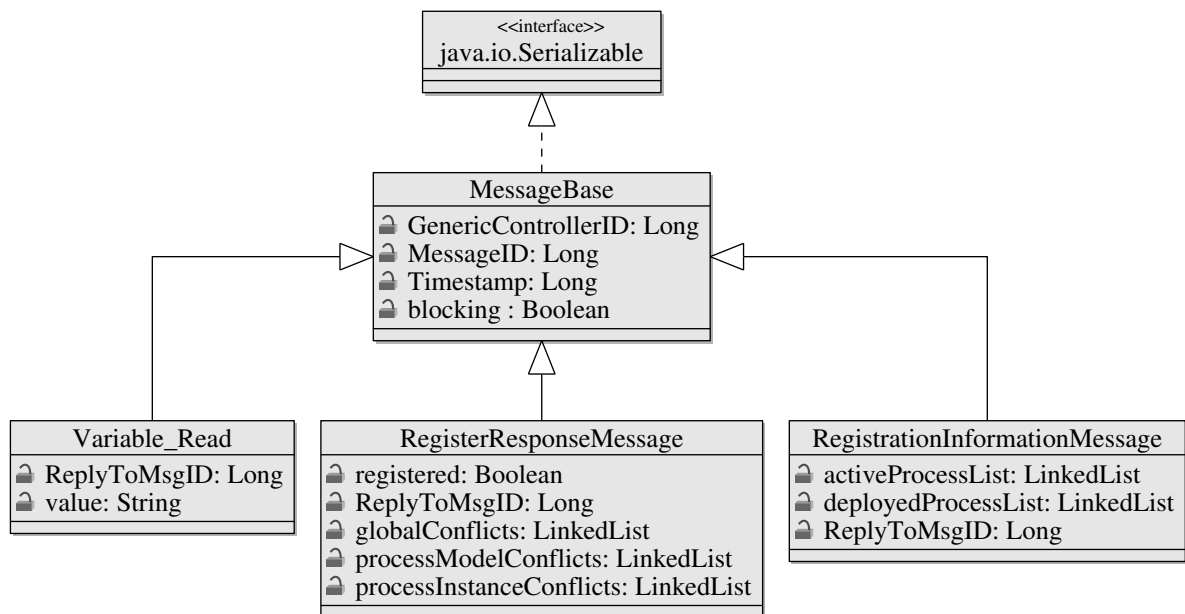 <<interface>>
java.io.Serializable
MessageBase
GenericControllerID: Long
MessageID: Long
Timestamp: Long
blocking : Boolean
Variable_Read
ReplyToMsgID: Long
value: String
RegisterResponseMessage
registered: Boolean
ReplyToMsgID: Long
globalConflicts: LinkedList
processModelConflicts: LinkedList
processInstanceConflicts: LinkedList
RegistrationInformationMessage
activeProcessList: LinkedList
deployedProcessList: LinkedList
ReplyToMsgID: Long